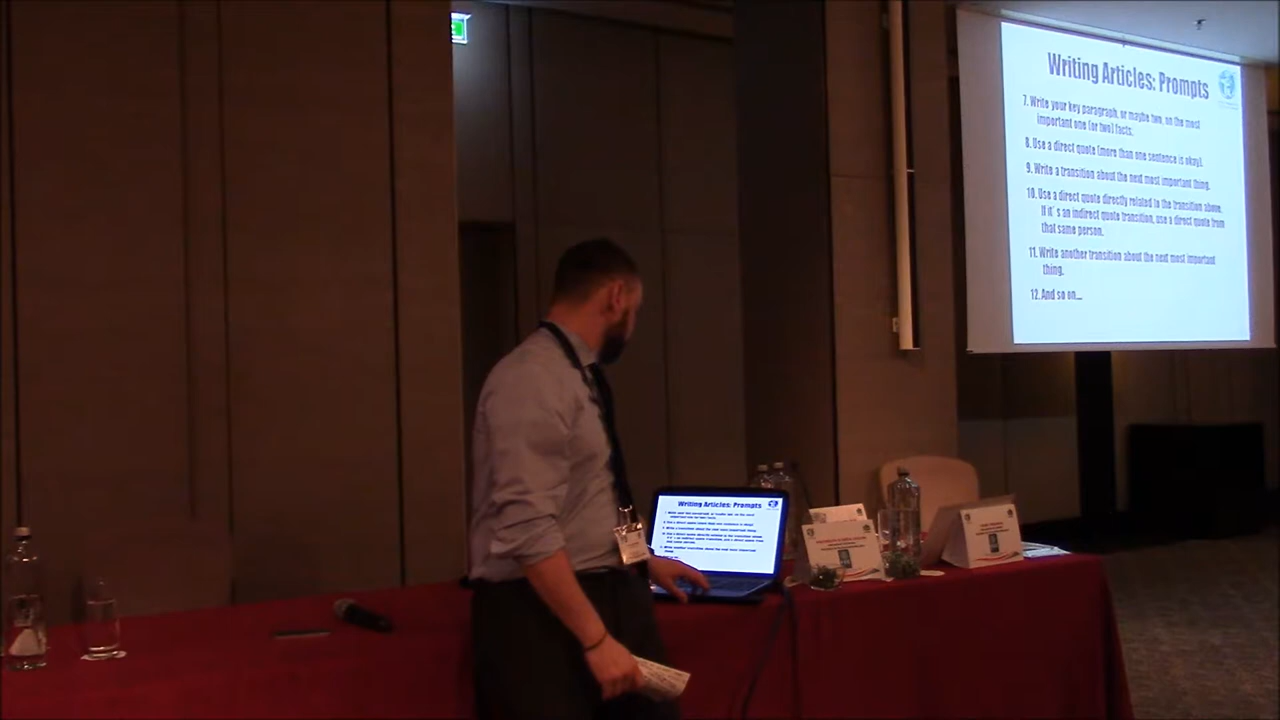 Writing Articles: Prompts
7. Write your key paragraph, or maybe two, on the most
important one (or two) facts.
8. Use a direct quote (more than one sentence is okay).
9. Write a transition about the next most important thing.
10. Use a direct quote directly related to the transition above.
If it's an indirect quote transition, use a direct quote from
that same person.
11. Write another transition about the next most important
thing.
12. And so on...
Writing Articles: Prompts